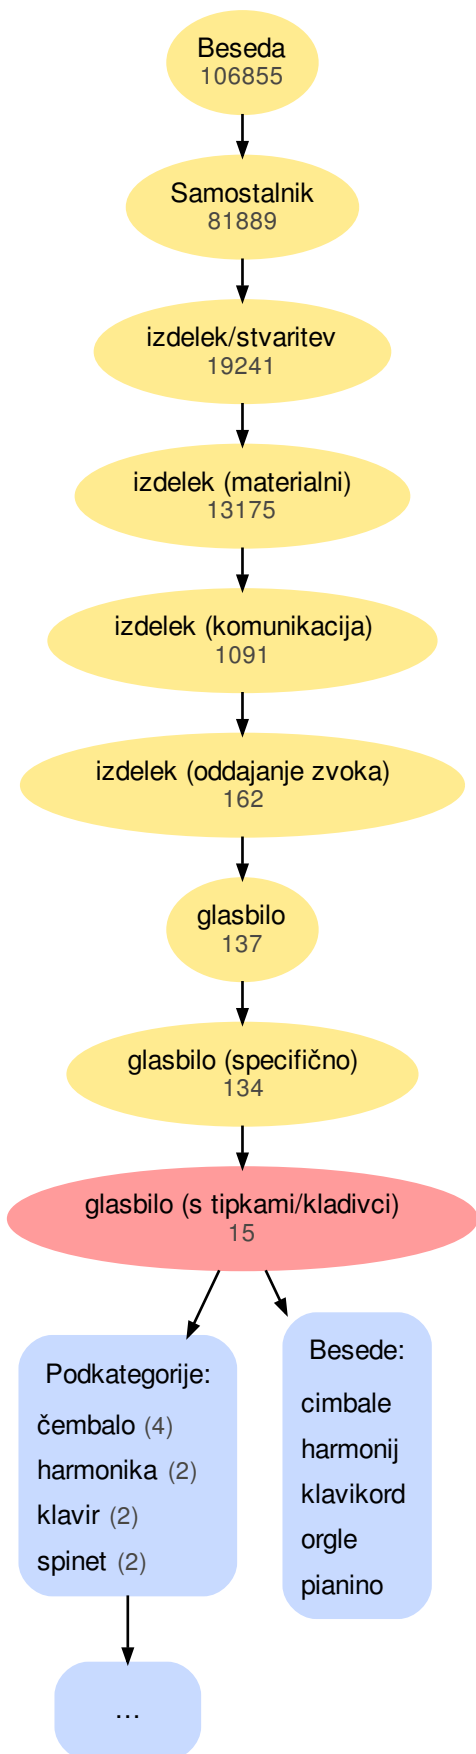 Beseda
106855
Samostalnik
81889
izdelek/stvaritev
19241
izdelek (materialni)
13175
izdelek (komunikacija)
1091
izdelek (oddajanje zvoka)
162
glasbilo
137
glasbilo (specifično)
134
glasbilo (s tipkami/kladivci)
15
Podkategorije:
čembalo (4)
harmonika (2)
klavir (2)
spinet (2)
Besede:
cimbale
harmonij
klavikord
orgle
pianino
...